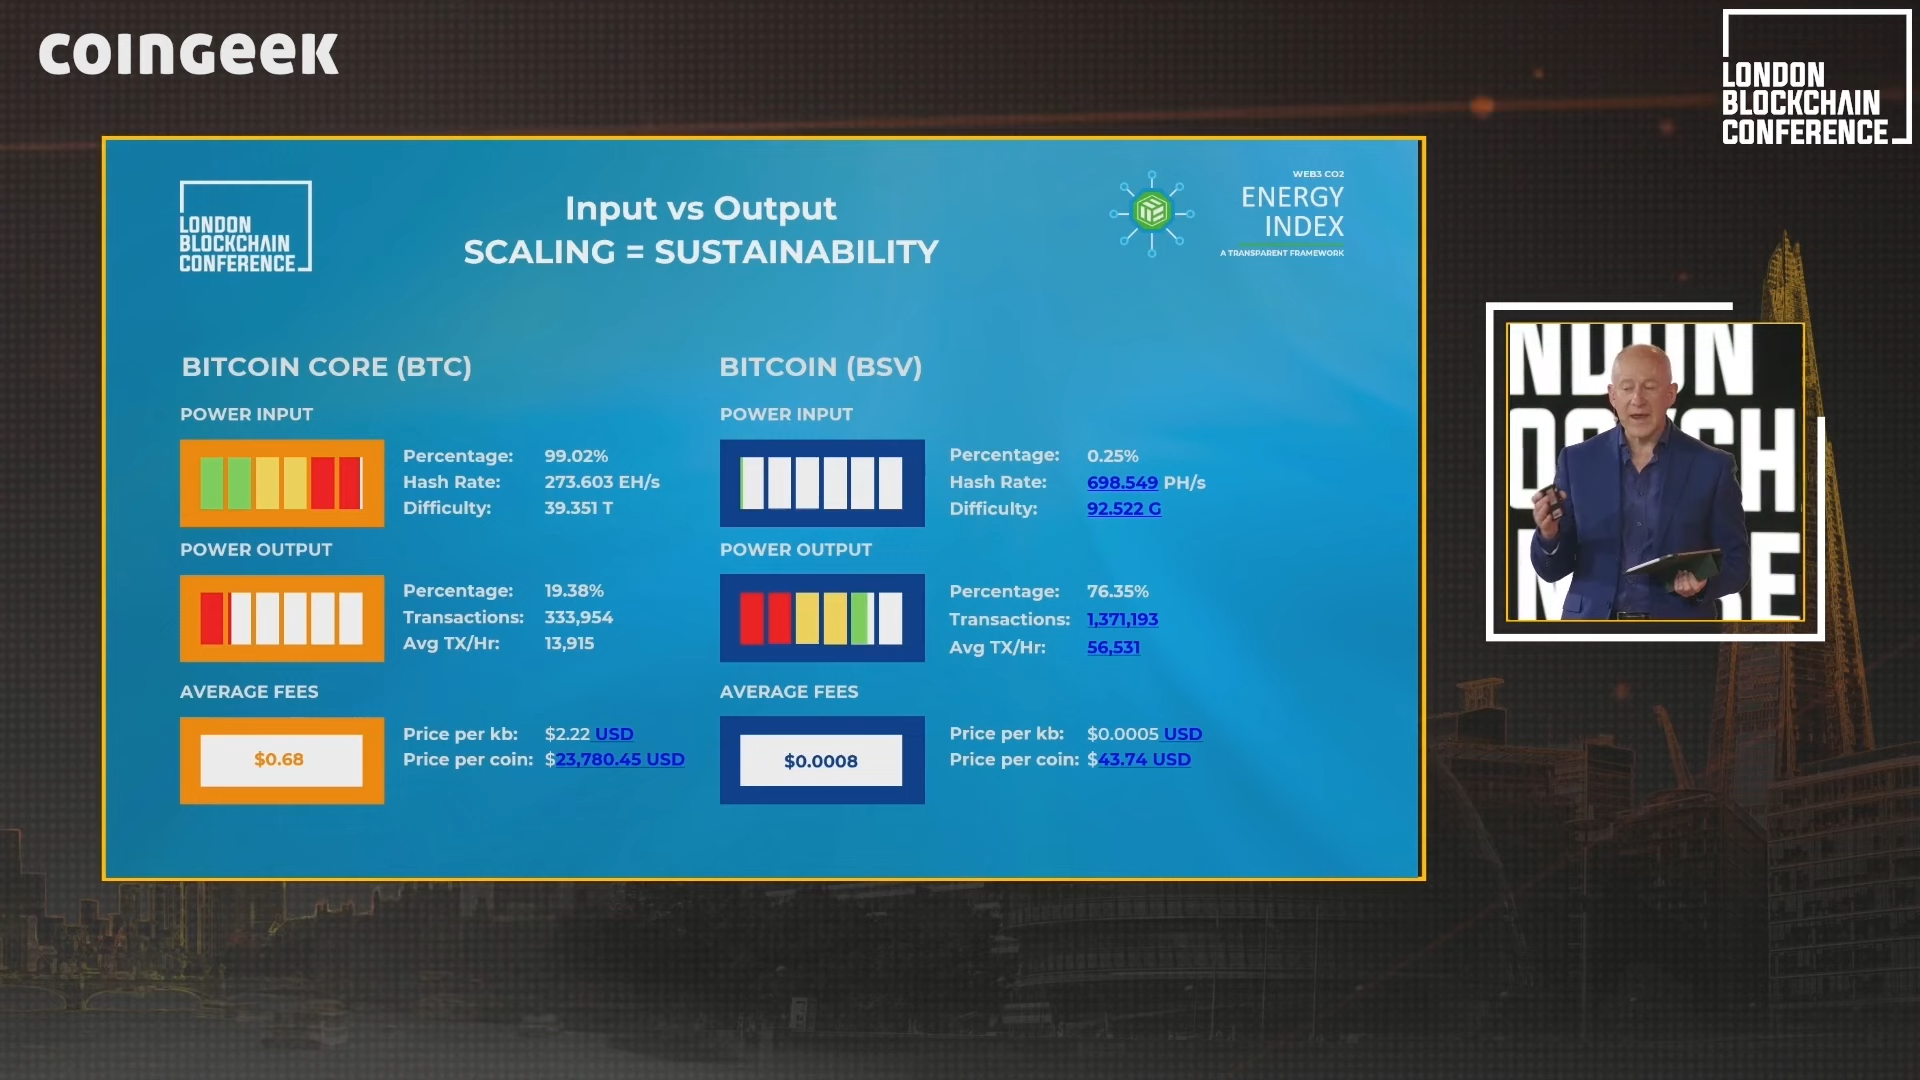 COINGEEK
LONDON
BLOCKCHAIN
CONFERENCE
LONDON
BLOCKCHAIN
CONFERENCE
Input vs Output
SCALING = SUSTAINABILITY
WEB3 CO2
ENERGY
INDEX
A TRANSPARENT FRAMEWORK
BITCOIN CORE (BTC)
POWER INPUT
Percentage: 99.02%
Hash Rate: 273.603 EH/s
Difficulty: 39.351 T
POWER OUTPUT
Percentage: 19.38%
Transactions: 333,954
Avg TX/Hr: 13,915
AVERAGE FEES
$0.68
Price per kb: $2.22 USD
Price per coin: $23,780.45 USD
BITCOIN (BSV)
POWER INPUT
Percentage: 0.25%
Hash Rate: 698.549 PH/s
Difficulty: 92.522 G
POWER OUTPUT
Percentage: 76.35%
Transactions: 1,371,193
Avg TX/Hr: 56,531
AVERAGE FEES
$0.0008
Price per kb: $0.0005 USD
Price per coin: $43.74 USD
NDON